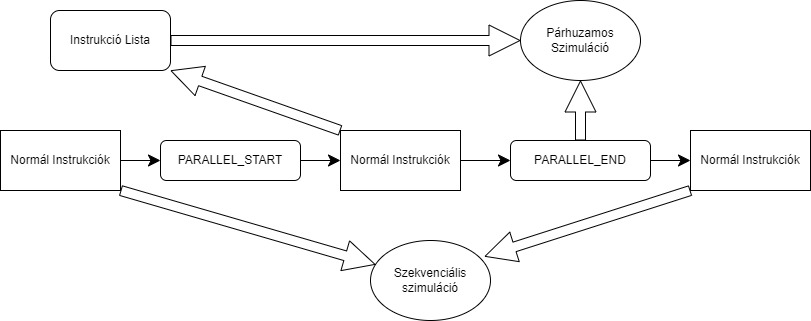 Instrukció Lista
Párhuzamos
Szimuláció
Normál Instrukciók
PARALLEL_START
Normál Instrukciók
PARALLEL_END
Normál Instrukciók
Szekvenciális
szimuláció